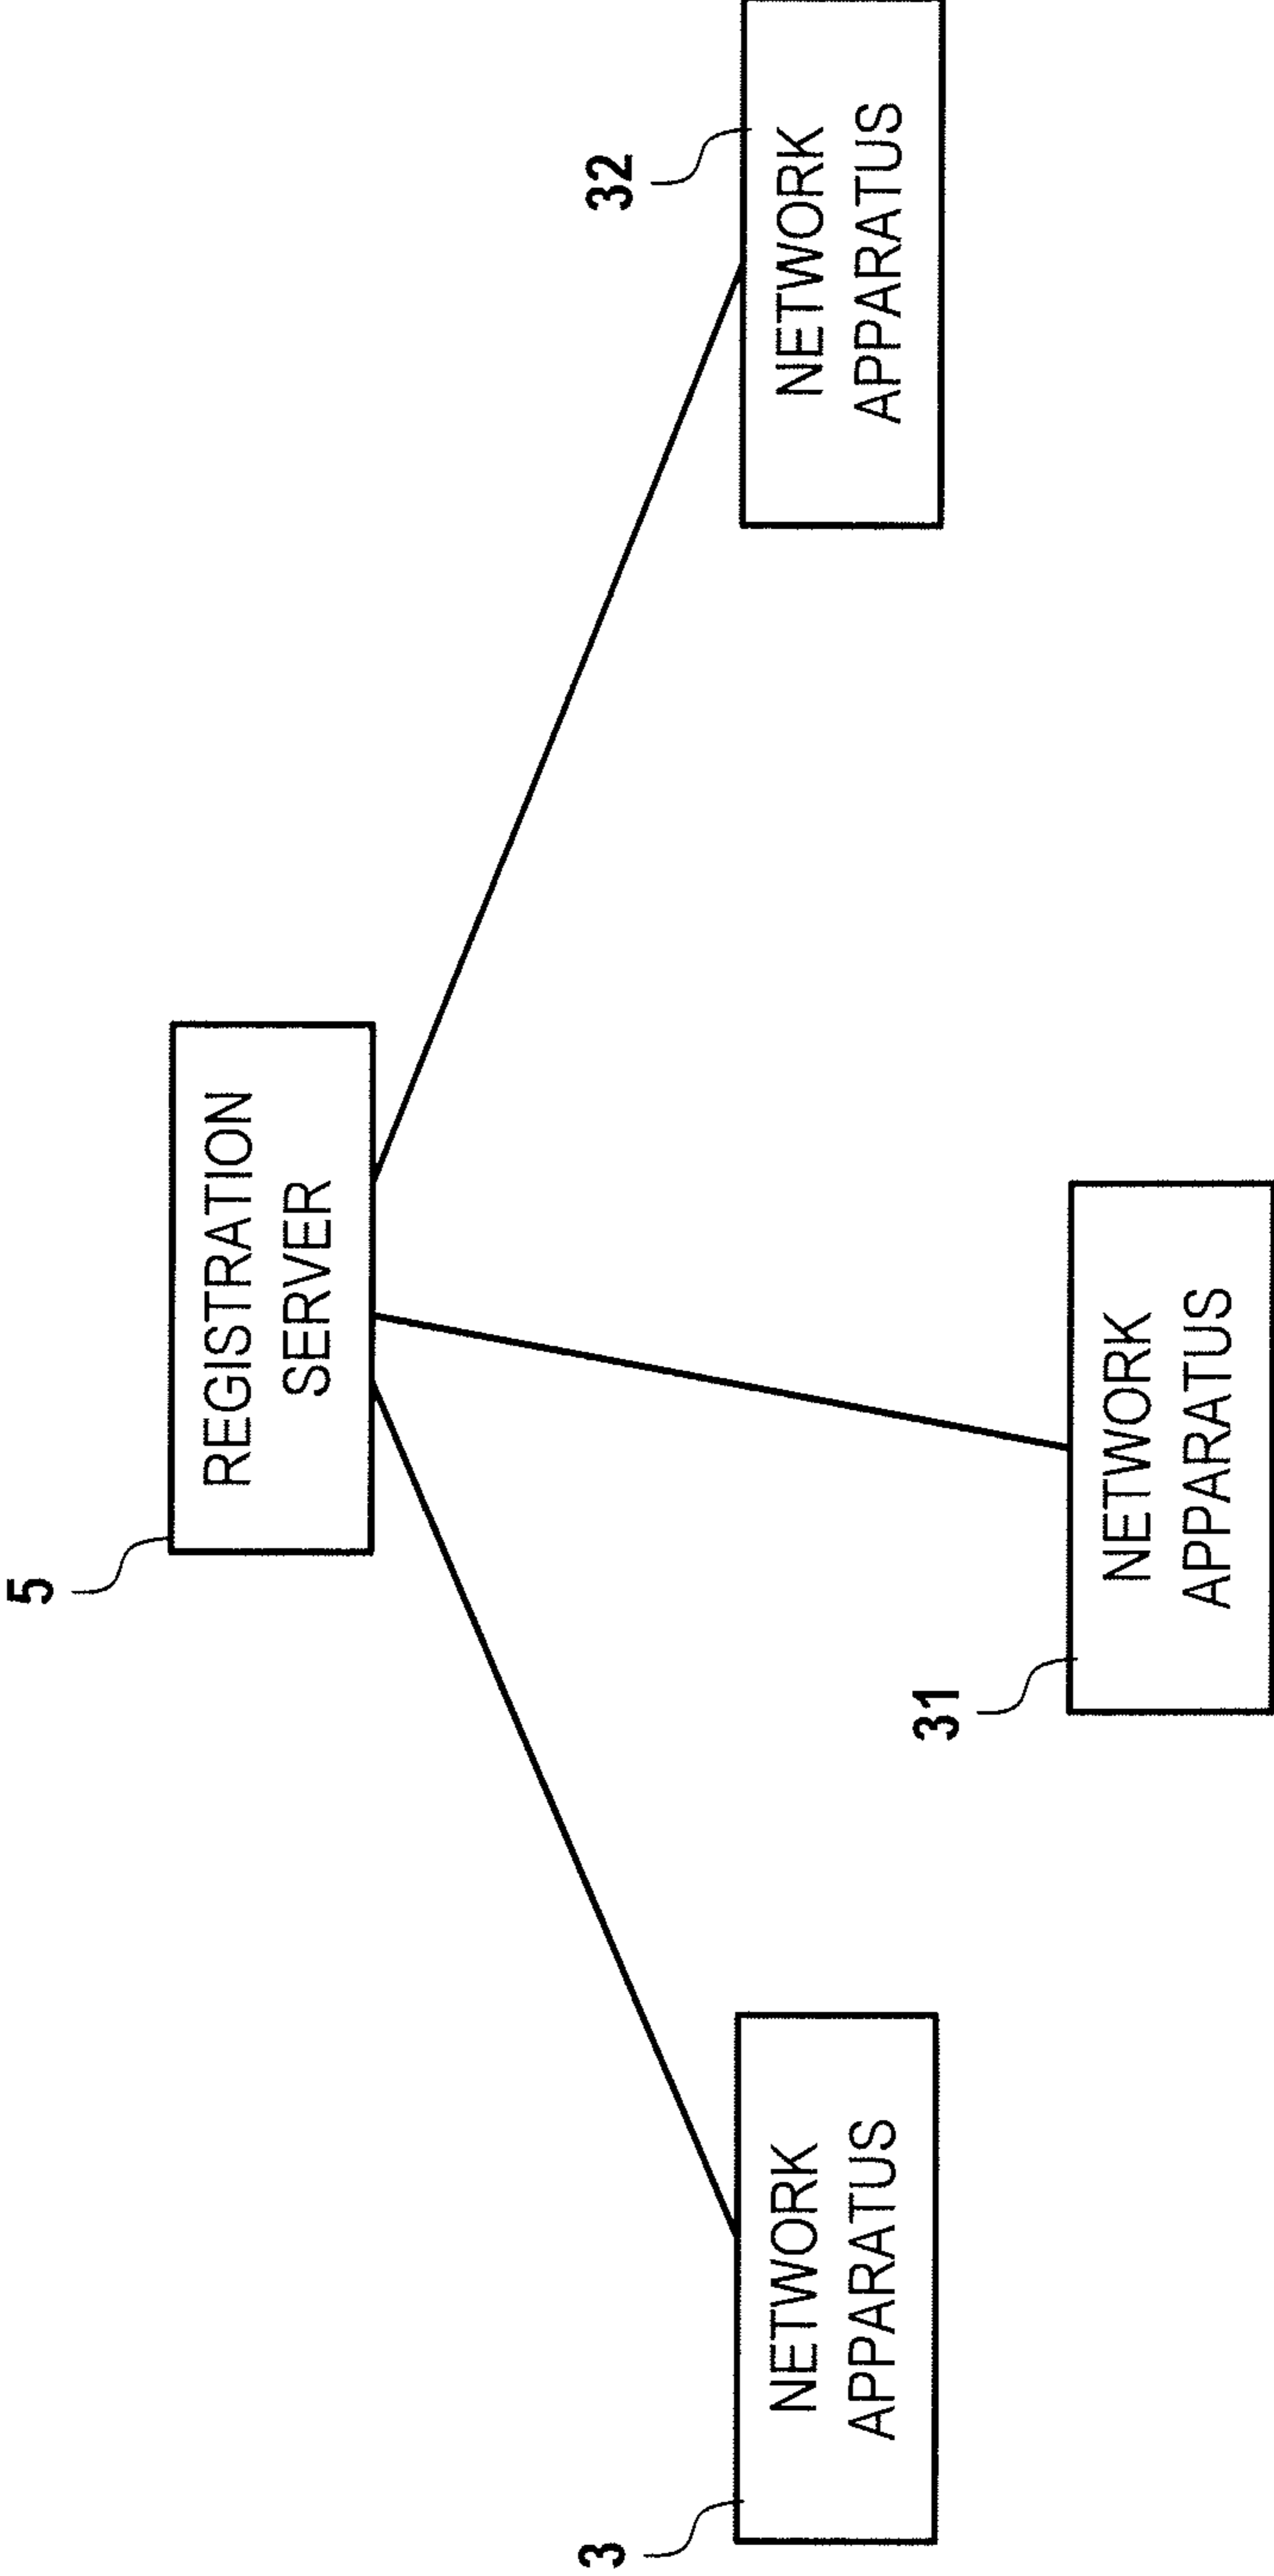 5
REGISTRATION
SERVER
3
NETWORK
APPARATUS
31
NETWORK
APPARATUS
32
NETWORK
APPARATUS